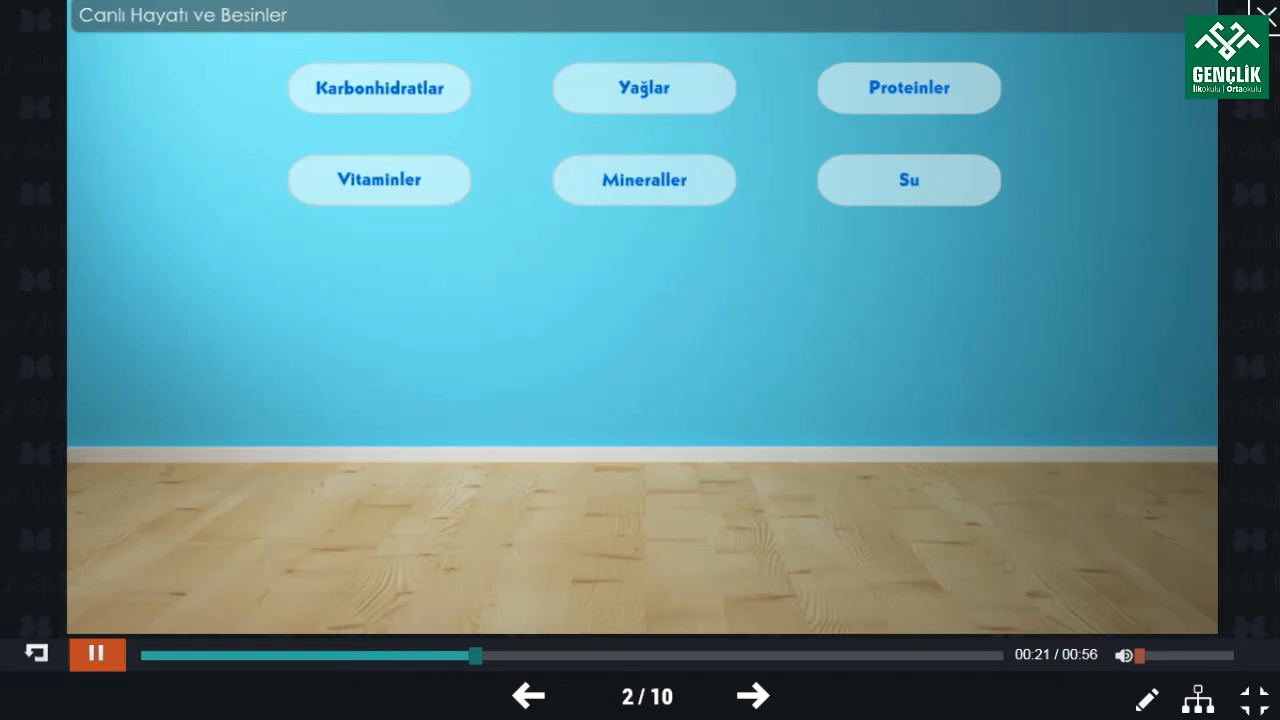 Canlı Hayatı ve Besinler
GENÇLİK
İlkokulu | Ortaokulu
Karbonhidratlar
Yağlar
Proteinler
Vitaminler
Mineraller
Su
00:21 / 00:56
2 / 10